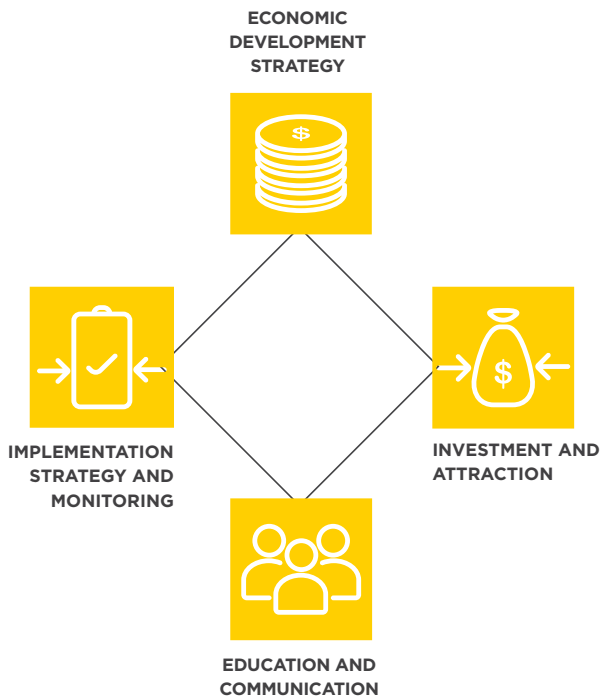 ECONOMIC
DEVELOPMENT
STRATEGY
$
IMPLEMENTATION
STRATEGY AND
MONITORING
$
INVESTMENT AND
ATTRACTION
EDUCATION AND
COMMUNICATION